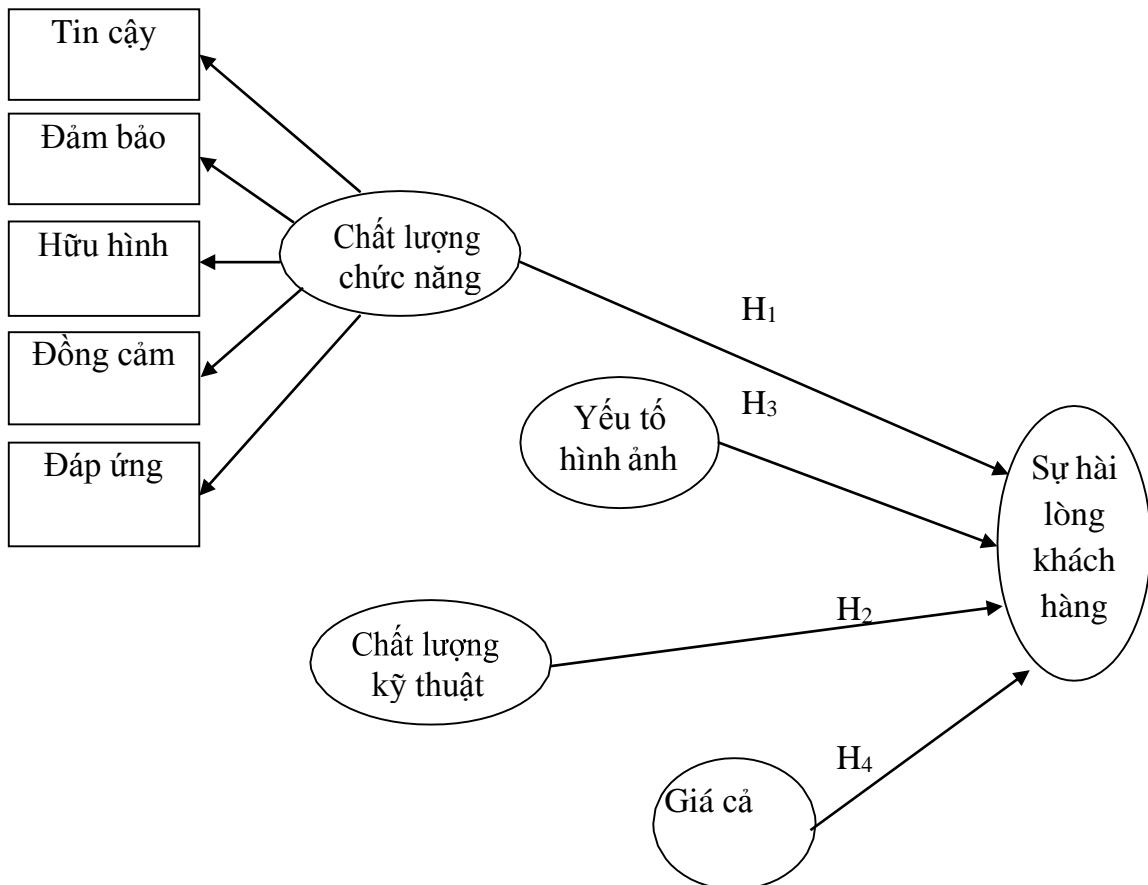 Tin cậy
Đảm bảo
Hữu hình
Đồng cảm
Đáp ứng
Chất lượng
chức năng
H₁
H₃
Yếu tố
hình ảnh
Sự hài
lòng
khách
hàng
H₂
Chất lượng
kỹ thuật
H₄
Giá cả